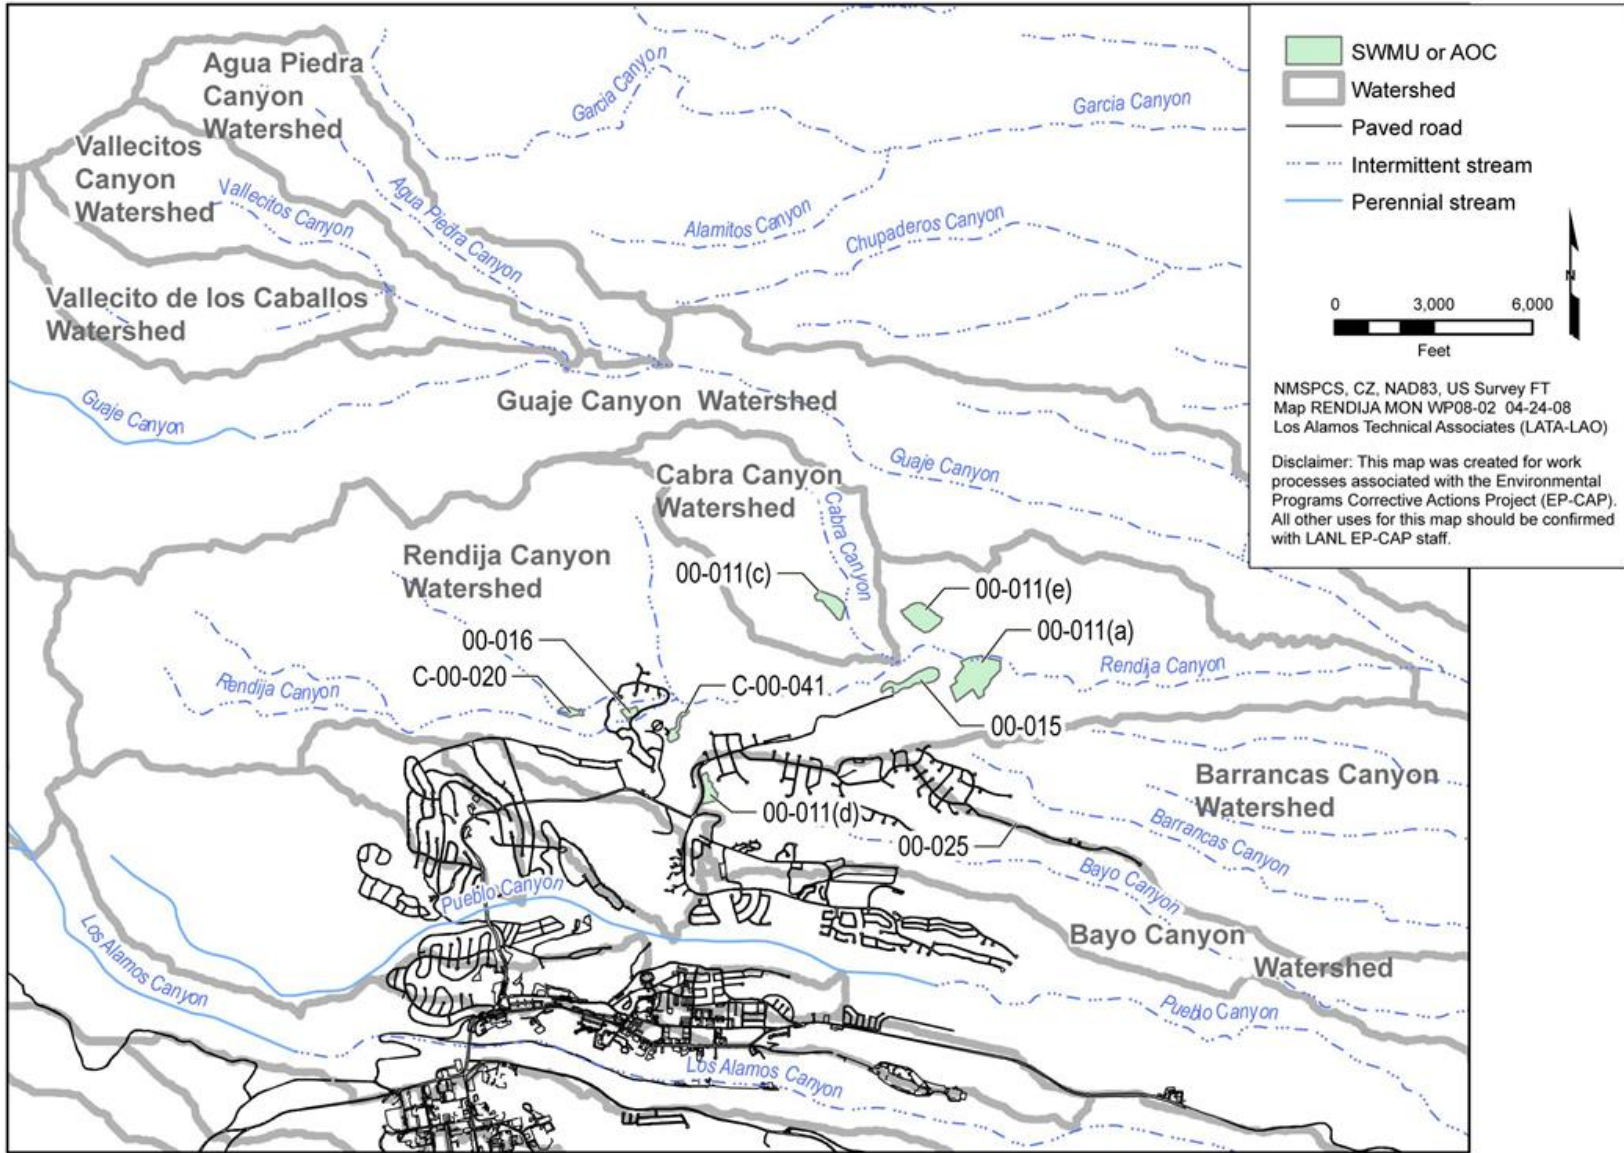 Agua Piedra
Canyon
Watershed
Vallecitos
Canyon
Watershed
Vallecitos Canyon
Agua Piedra Canyon
Garcia Canyon
Garcia Canyon
Alamitos Canyon
Chupaderos Canyon
Vallecito de los Caballos
Watershed
Guaje Canyon
Guaje Canyon Watershed
Guaje Canyon
Cabra Canyon
Watershed
Cabra Canyon
Rendija Canyon
Watershed
00-011(c)
00-011(e)
00-011(a)
00-016
C-00-020
C-00-041
Rendija Canyon
Rendija Canyon
00-015
00-011(d)
00-025
Barrancas Canyon
Watershed
Barrancas Canyon
Bayo Canyon
Pueblo Canyon
Bayo Canyon
Watershed
Los Alamos Canyon
Pueblo Canyon
Los Alamos Canyon
SWMU or AOC
Watershed
Paved road
Intermittent stream
Perennial stream
N
0 3,000 6,000
Feet
NMSPCS, CZ, NAD83, US Survey FT
Map RENDIJA MON WP08-02 04-24-08
Los Alamos Technical Associates (LATA-LAO)
Disclaimer: This map was created for work
processes associated with the Environmental
Programs Corrective Actions Project (EP-CAP).
All other uses for this map should be confirmed
with LANL EP-CAP staff.